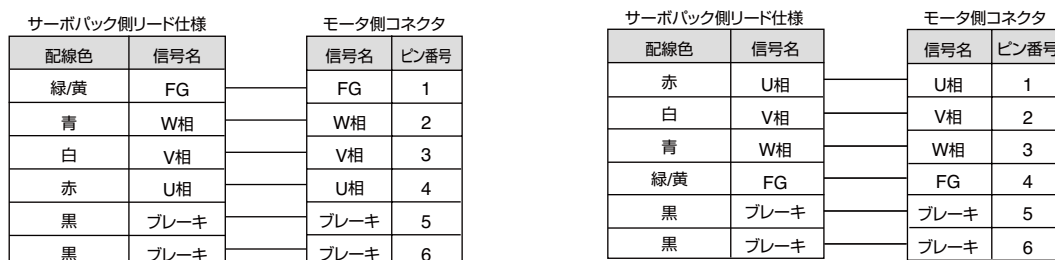 サーボパック側リード仕様 モータ側コネクタ
配線色 信号名 信号名 ピン番号
緑/黄 FG FG 1
青 W相 W相 2
白 V相 V相 3
赤 U相 U相 4
黒 ブレーキ ブレーキ 5
黒 ブレーキ ブレーキ 6
サーボパック側リード仕様 モータ側コネクタ
配線色 信号名 信号名 ピン番号
赤 U相 U相 1
白 V相 V相 2
青 W相 W相 3
緑/黄 FG FG 4
黒 ブレーキ ブレーキ 5
黒 ブレーキ ブレーキ 6